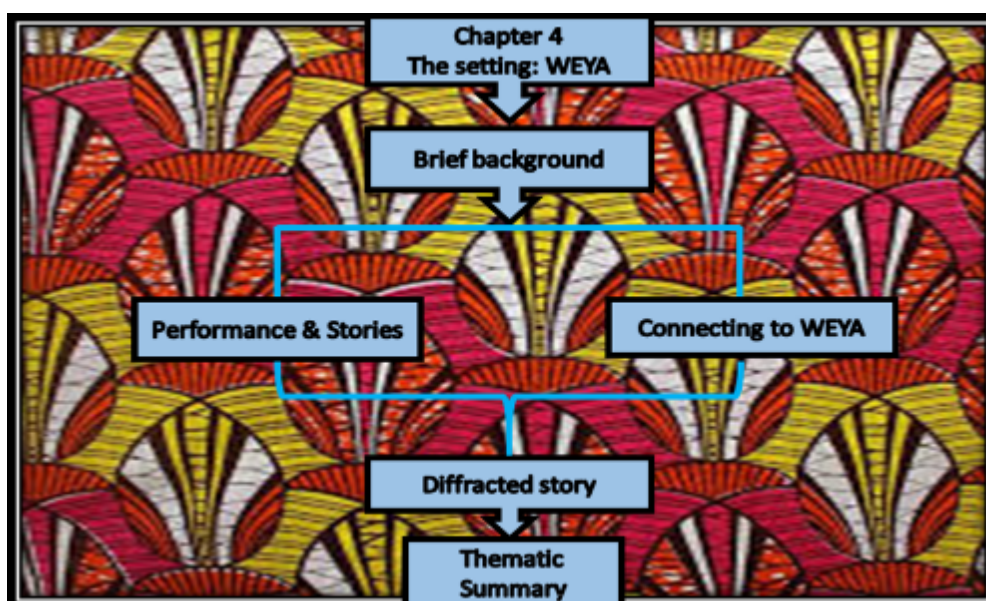 Chapter 4
The setting: WEYA
Brief background
Performance & Stories
Connecting to WEYA
Diffracted story
Thematic
Summary